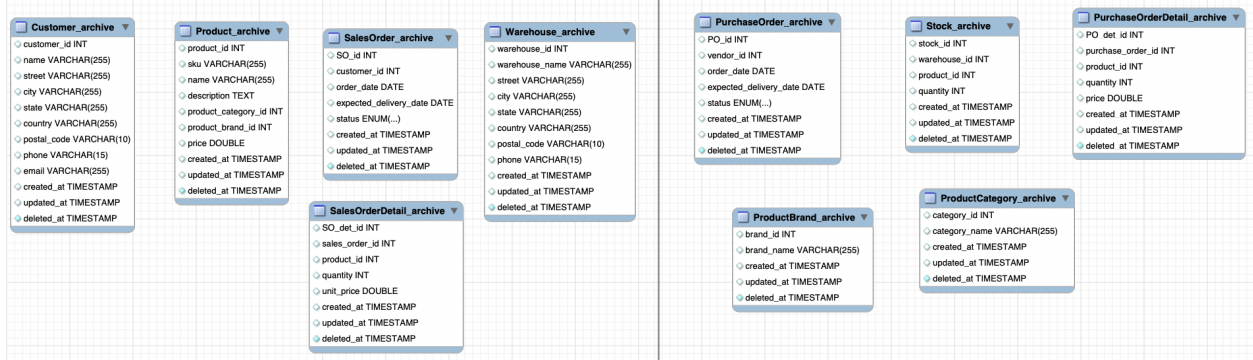 Customer_archive
customer_id INT
name VARCHAR(255)
street VARCHAR(255)
city VARCHAR(255)
state VARCHAR(255)
country VARCHAR(255)
postal_code VARCHAR(10)
phone VARCHAR(15)
email VARCHAR(255)
created_at TIMESTAMP
updated_at TIMESTAMP
deleted_at TIMESTAMP
Product_archive
product_id INT
sku VARCHAR(255)
name VARCHAR(255)
description TEXT
product_category_id INT
product_brand_id INT
price DOUBLE
created_at TIMESTAMP
updated_at TIMESTAMP
deleted_at TIMESTAMP
SalesOrder_archive
SO_id INT
customer_id INT
order_date DATE
expected_delivery_date DATE
status ENUM(...)
created_at TIMESTAMP
updated_at TIMESTAMP
deleted_at TIMESTAMP
SalesOrderDetail_archive
SO_det_id INT
sales_order_id INT
product_id INT
quantity INT
unit_price DOUBLE
created_at TIMESTAMP
updated_at TIMESTAMP
deleted_at TIMESTAMP
Warehouse_archive
warehouse_id INT
warehouse_name VARCHAR(255)
street VARCHAR(255)
city VARCHAR(255)
state VARCHAR(255)
country VARCHAR(255)
postal_code VARCHAR(10)
phone VARCHAR(15)
created_at TIMESTAMP
updated_at TIMESTAMP
deleted_at TIMESTAMP
PurchaseOrder_archive
PO_id INT
vendor_id INT
order_date DATE
expected_delivery_date DATE
status ENUM(...)
created_at TIMESTAMP
updated_at TIMESTAMP
deleted_at TIMESTAMP
Stock_archive
stock_id INT
warehouse_id INT
product_id INT
quantity INT
created_at TIMESTAMP
updated_at TIMESTAMP
deleted_at TIMESTAMP
PurchaseOrderDetail_archive
PO_det_id INT
purchase_order_id INT
product_id INT
quantity INT
price DOUBLE
created_at TIMESTAMP
updated_at TIMESTAMP
deleted_at TIMESTAMP
ProductBrand_archive
brand_id INT
brand_name VARCHAR(255)
created_at TIMESTAMP
updated_at TIMESTAMP
deleted_at TIMESTAMP
ProductCategory_archive
category_id INT
category_name VARCHAR(255)
created_at TIMESTAMP
updated_at TIMESTAMP
deleted_at TIMESTAMP